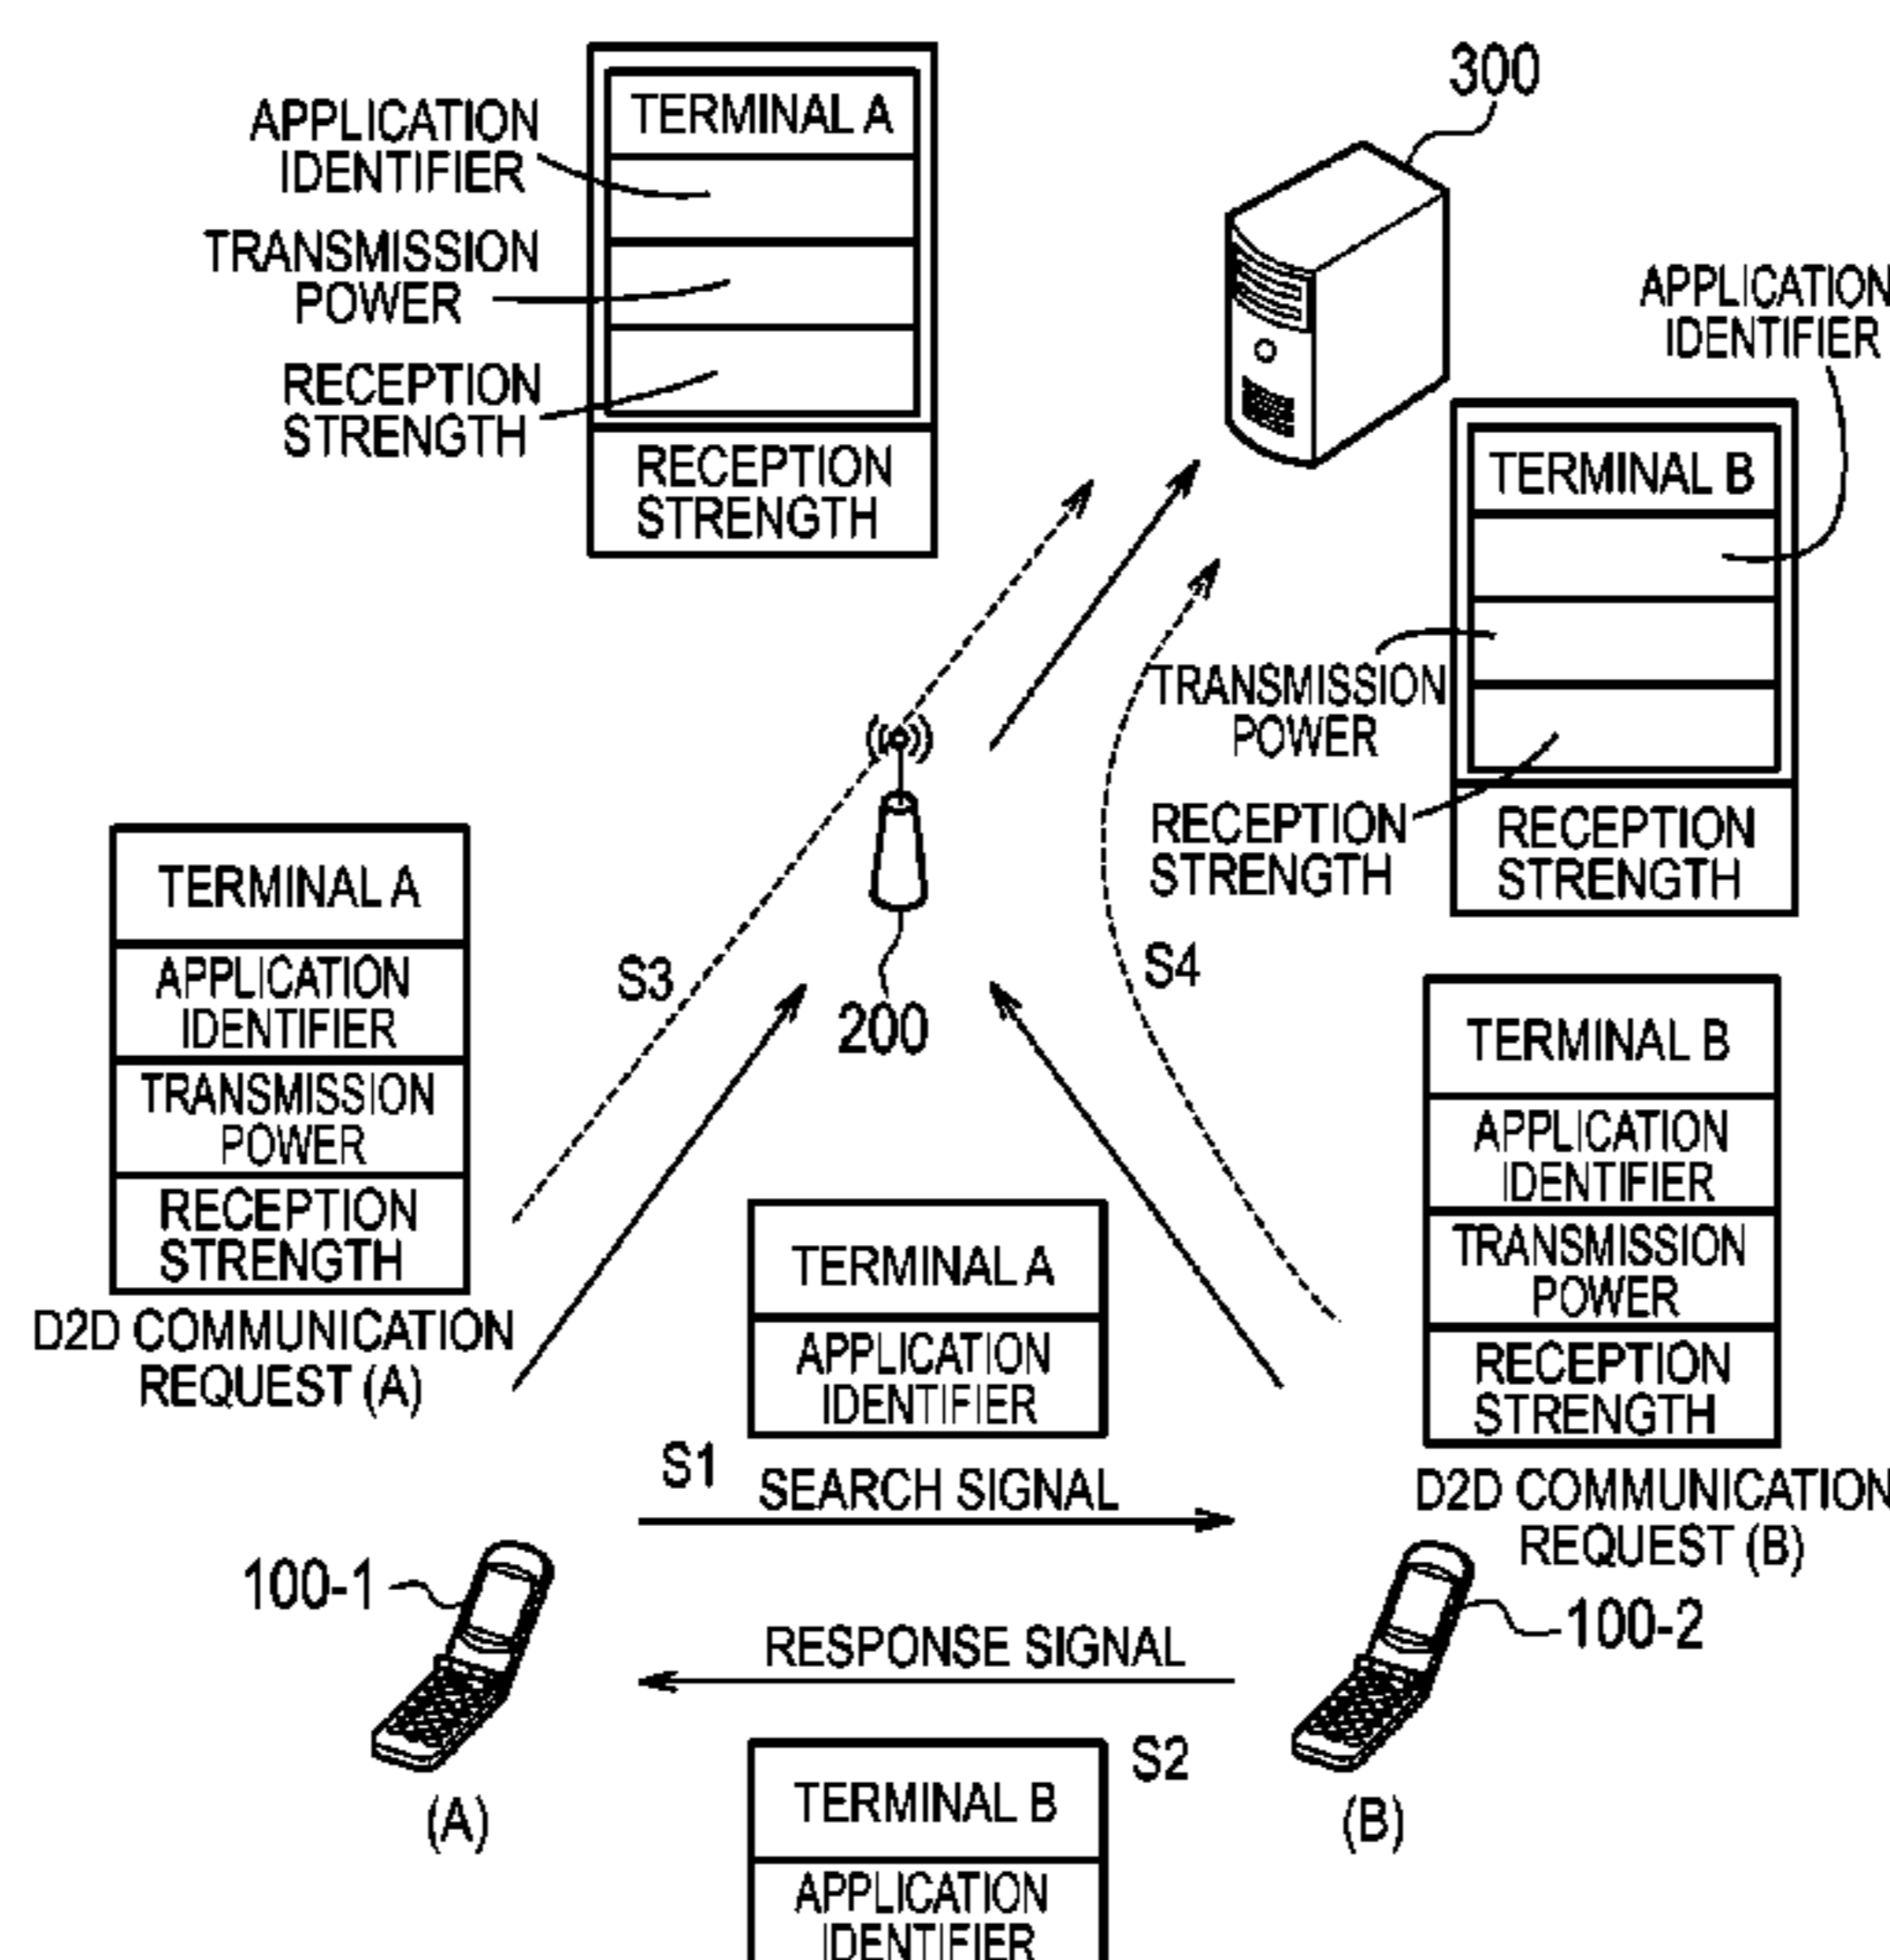 300
TERMINAL A
APPLICATION
IDENTIFIER
TRANSMISSION
POWER
RECEPTION
STRENGTH
RECEPTION
STRENGTH
APPLICATION
IDENTIFIER
TERMINAL B
TRANSMISSION
POWER
RECEPTION
STRENGTH
RECEPTION
STRENGTH
TERMINAL A
APPLICATION
IDENTIFIER
TRANSMISSION
POWER
RECEPTION
STRENGTH
D2D COMMUNICATION
REQUEST (A)
S3
200
S4
TERMINAL B
APPLICATION
IDENTIFIER
TRANSMISSION
POWER
RECEPTION
STRENGTH
D2D COMMUNICATION
REQUEST (B)
TERMINAL A
APPLICATION
IDENTIFIER
S1
SEARCH SIGNAL
100-1
100-2
RESPONSE SIGNAL
S2
(A)
(B)
TERMINAL B
APPLICATION
IDENTIFIER